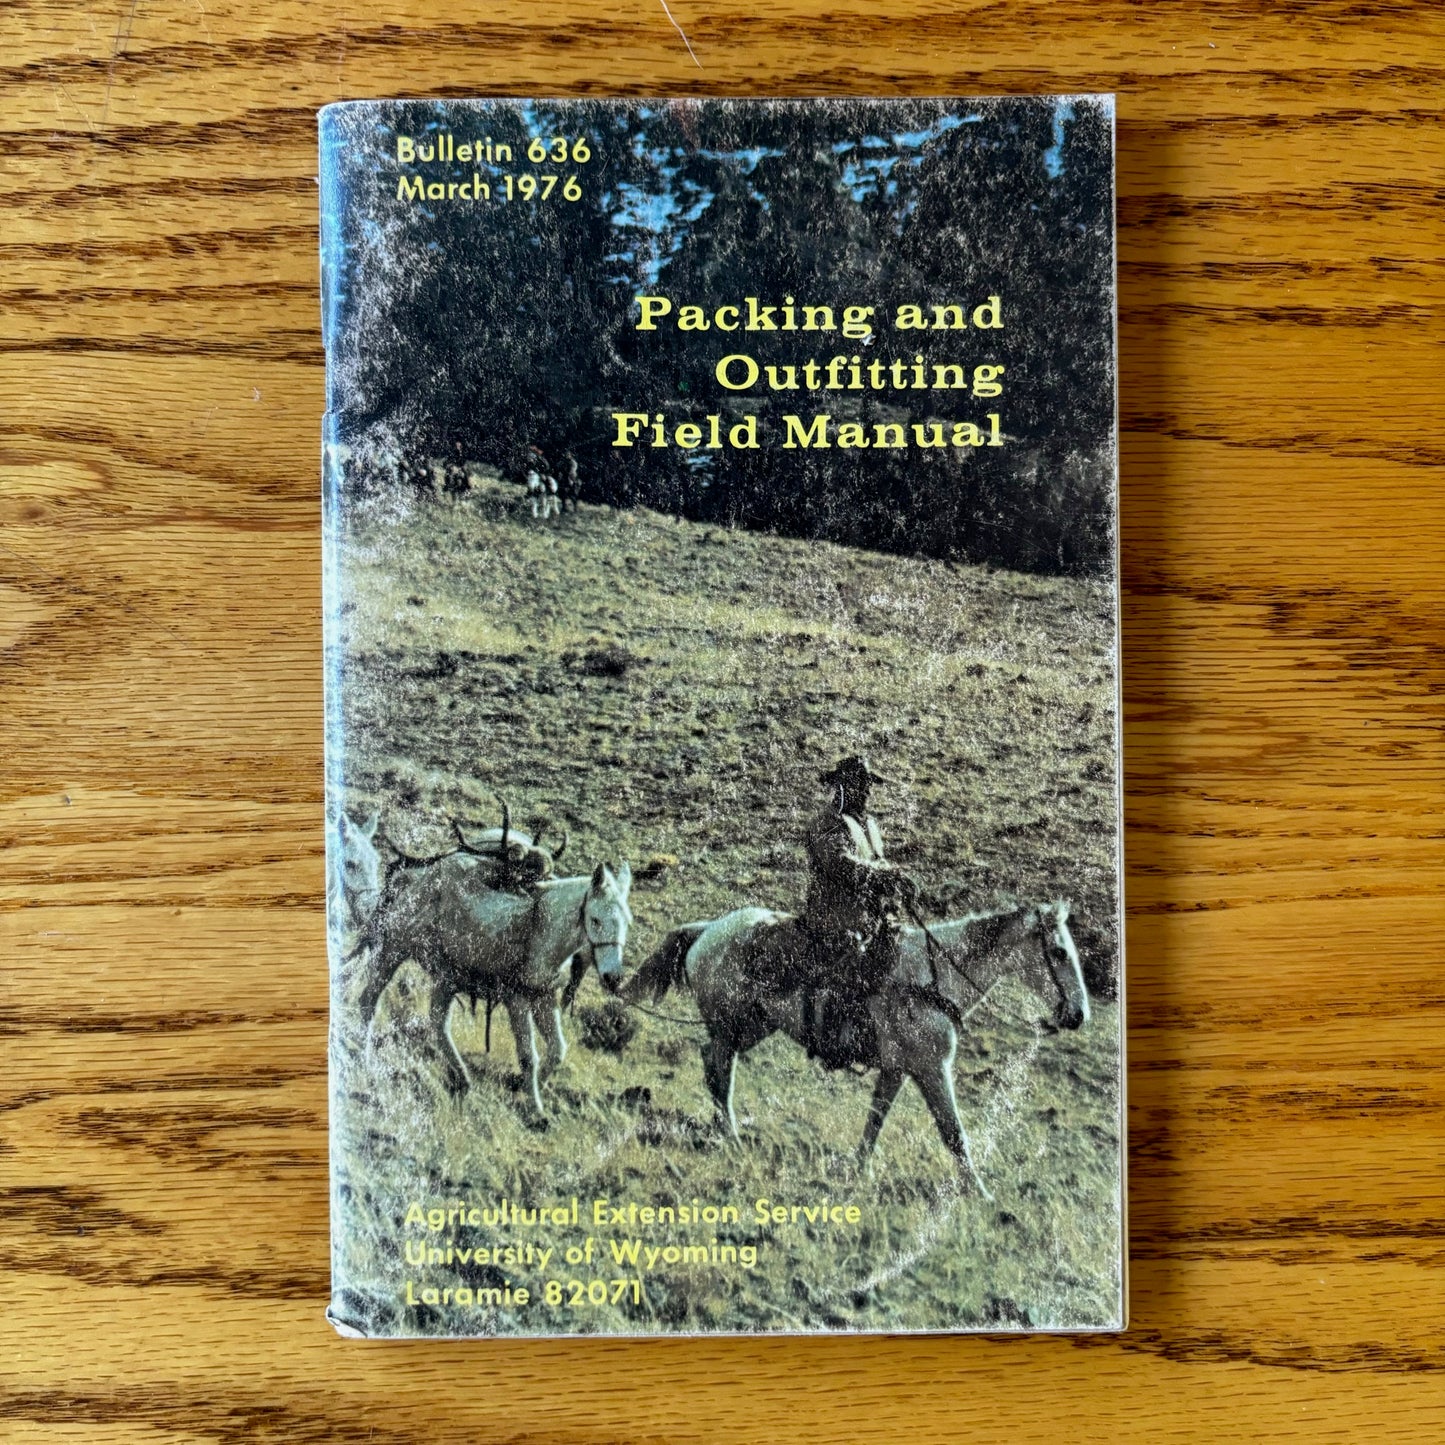 Bulletin 636
March 1976
Packing and
Outfitting
Field Manual
Agricultural Extension Service
University of Wyoming
Laramie 82071